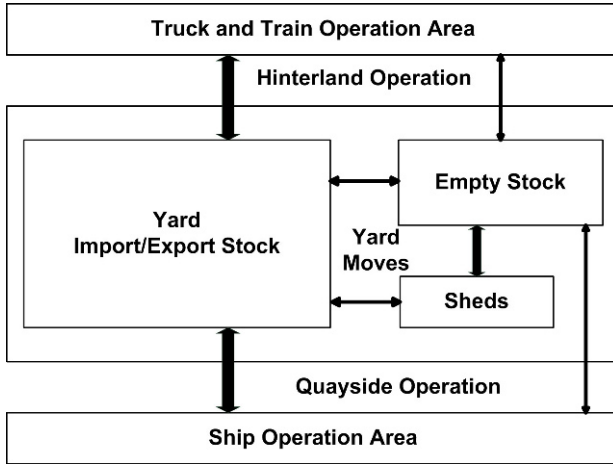 Truck and Train Operation Area
Hinterland Operation
Yard
Import/Export Stock
Empty Stock
Yard
Moves
Sheds
Quayside Operation
Ship Operation Area